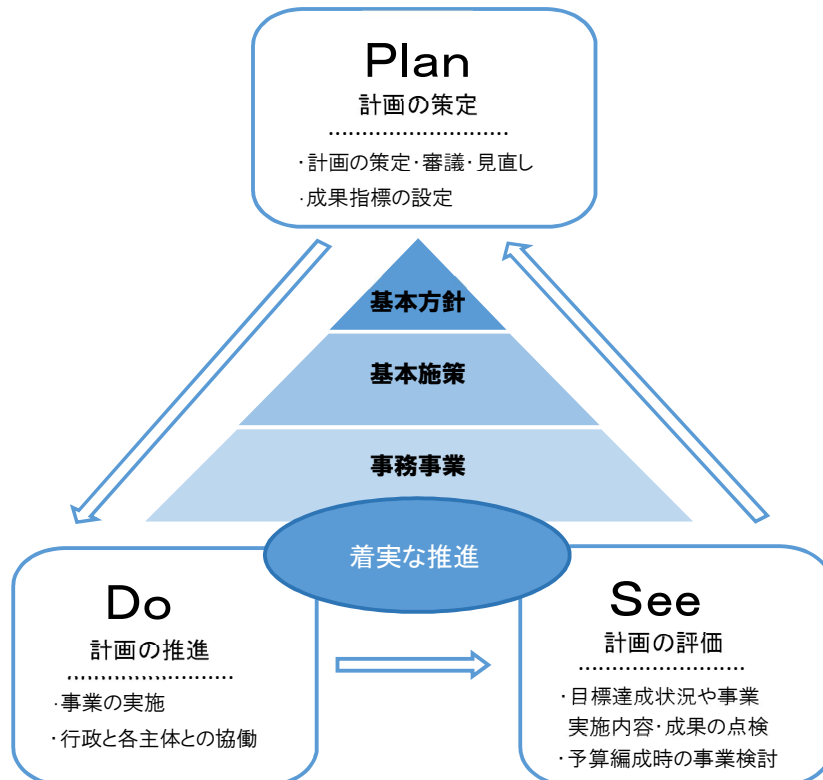 Plan
計画の策定
・計画の策定・審議・見直し
・成果指標の設定
基本方針
基本施策
事務事業
着実な推進
Do
計画の推進
・事業の実施
・行政と各主体との協働
See
計画の評価
・目標達成状況や事業
実施内容・成果の点検
・予算編成時の事業検討